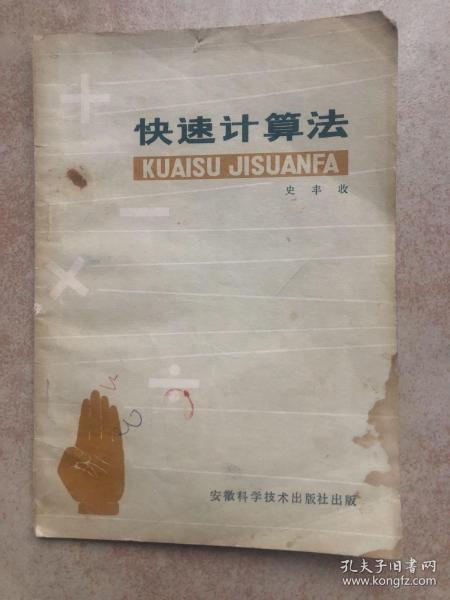 快速计算法
KUAISU JISUANFA
史丰收
安徽科学技术出版社出版
孔夫子旧书网
www.kongfz.com